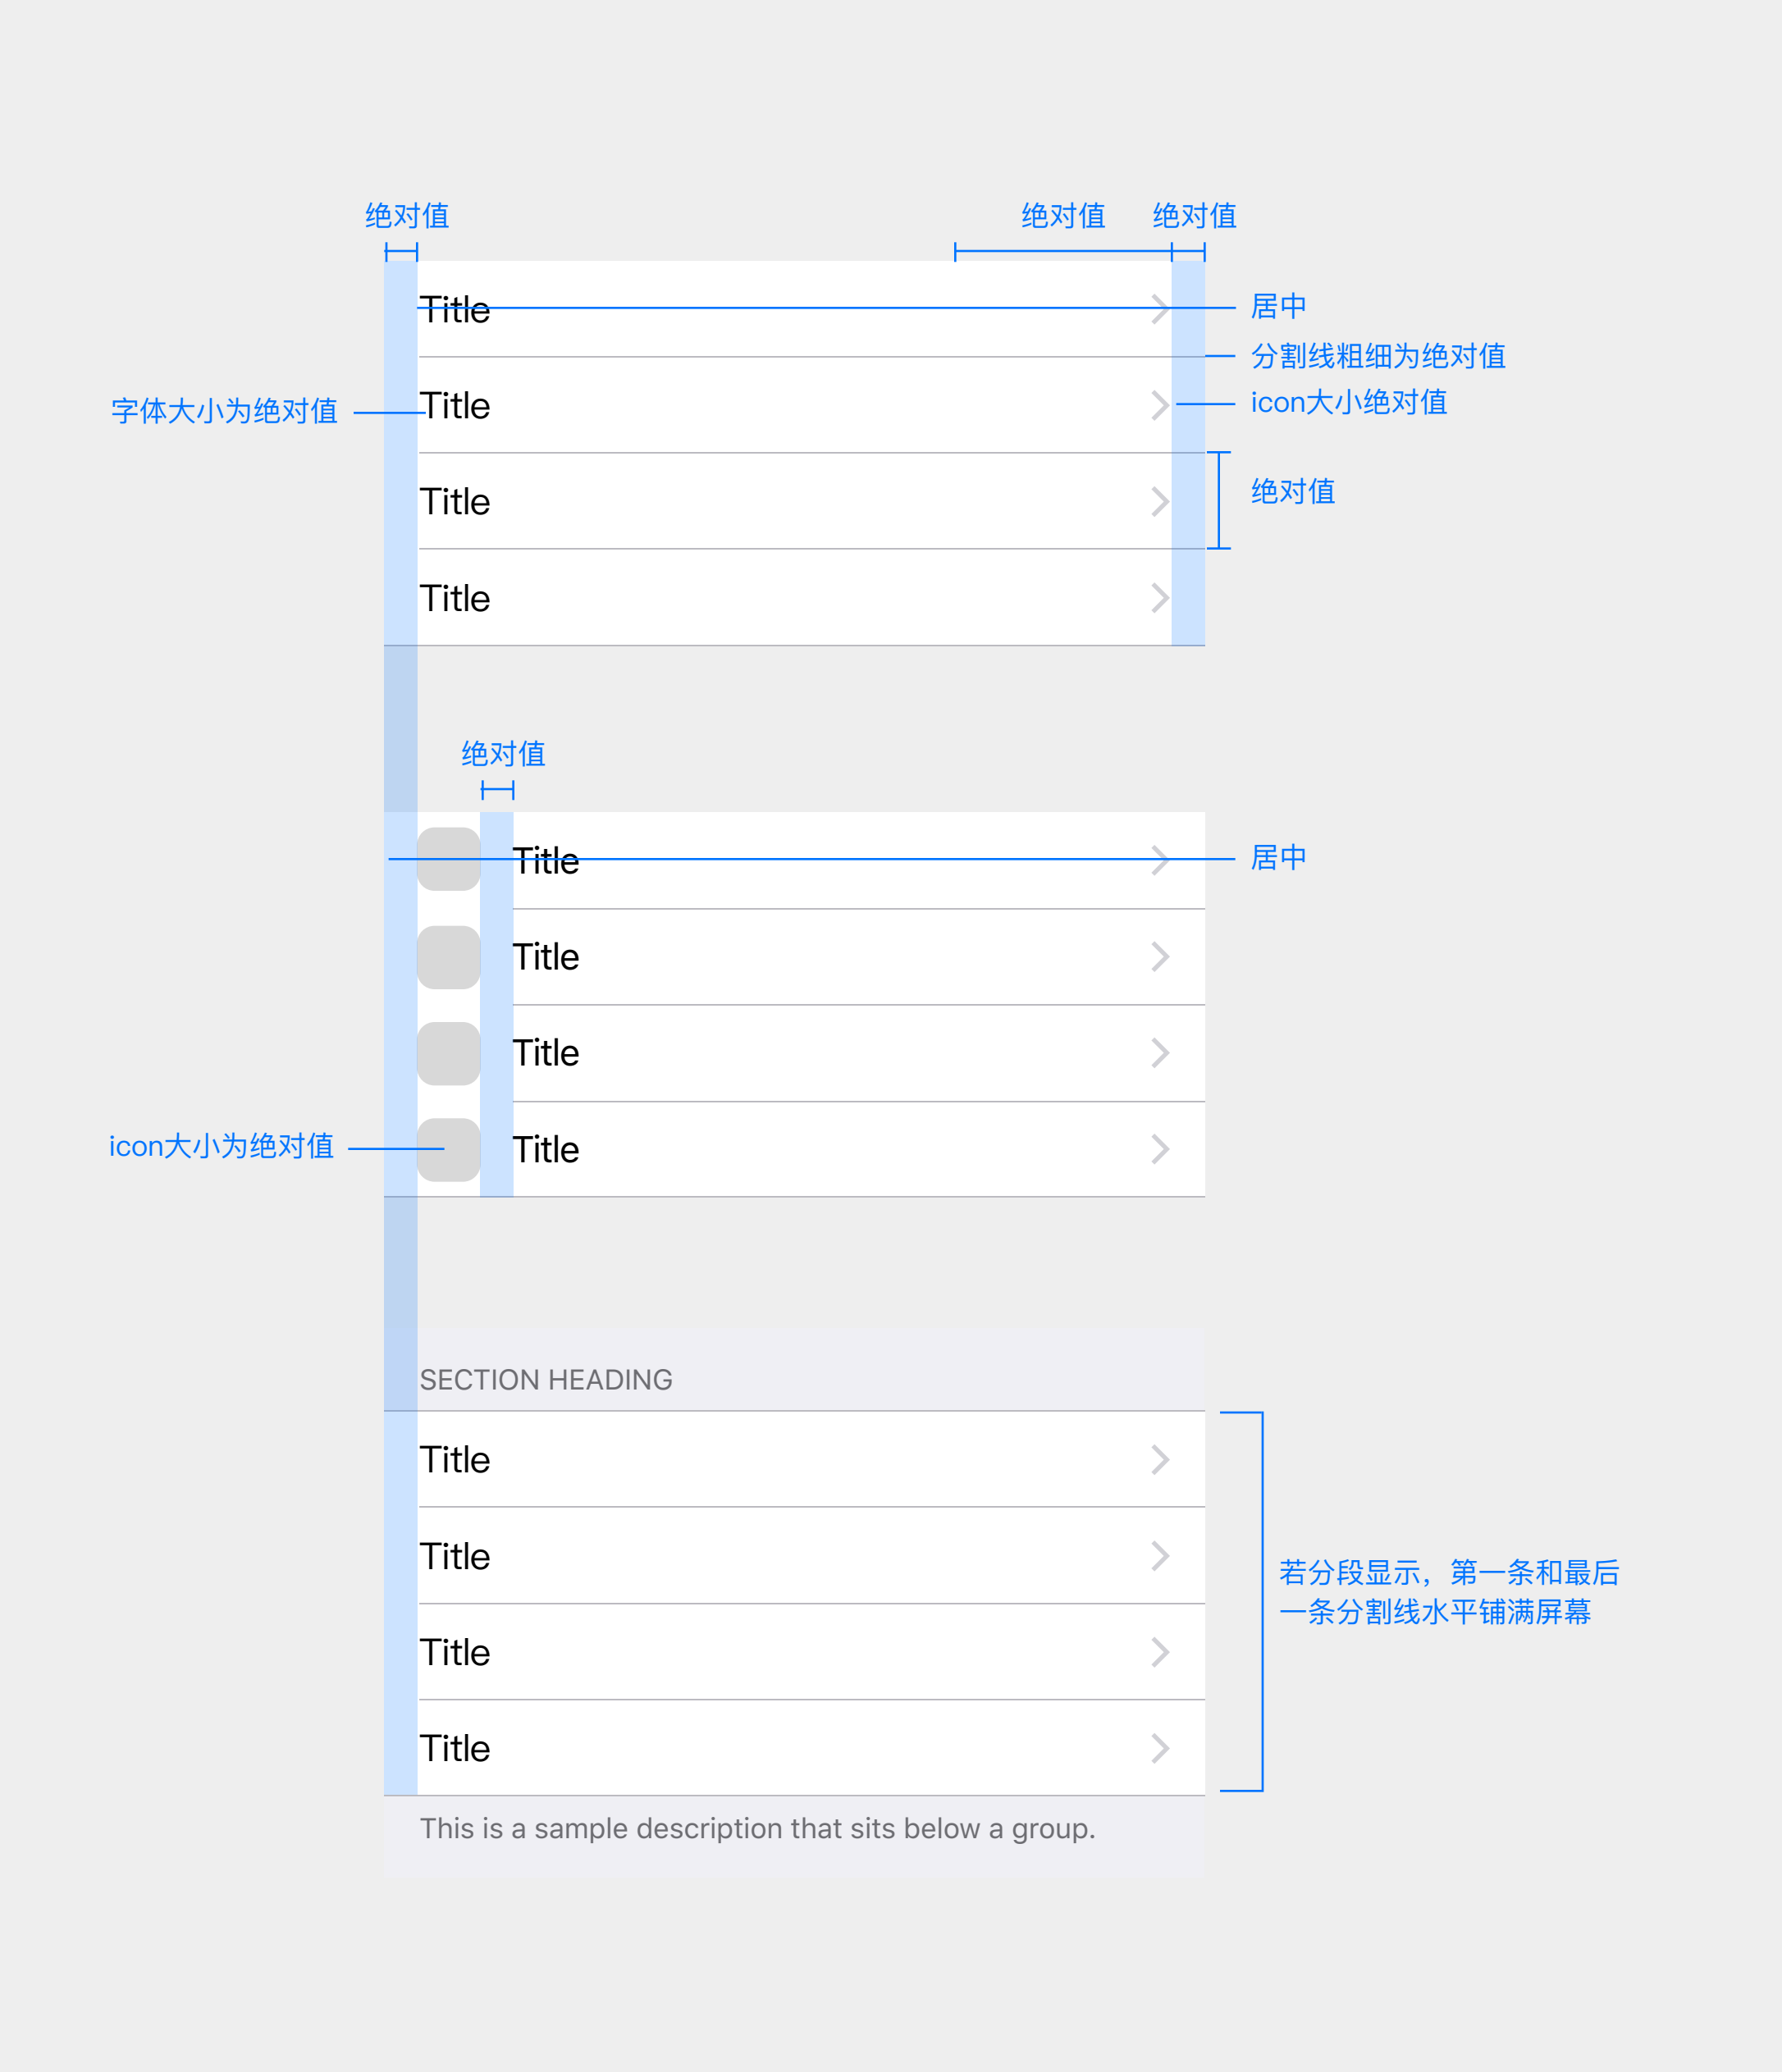 绝对值
绝对值
绝对值
Title
居中
分割线粗细为绝对值
字体大小为绝对值
Title
icon大小绝对值
Title
绝对值
Title
绝对值
Title
居中
Title
Title
icon大小为绝对值
Title
SECTION HEADING
Title
Title
若分段显示，第一条和最后
一条分割线水平铺满屏幕
Title
Title
This is a sample description that sits below a group.